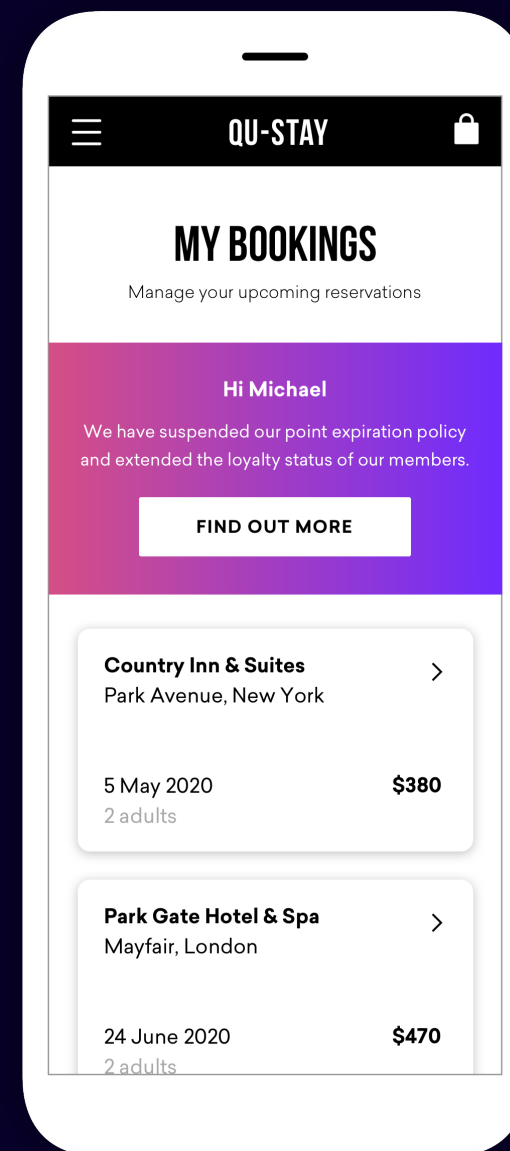 QU-STAY
MY BOOKINGS
Manage your upcoming reservations
Hi Michael
We have suspended our point expiration policy
and extended the loyalty status of our members.
FIND OUT MORE
Country Inn & Suites
Park Avenue, New York
5 May 2020 $380
2 adults
Park Gate Hotel & Spa
Mayfair, London
24 June 2020 $470
2 adults